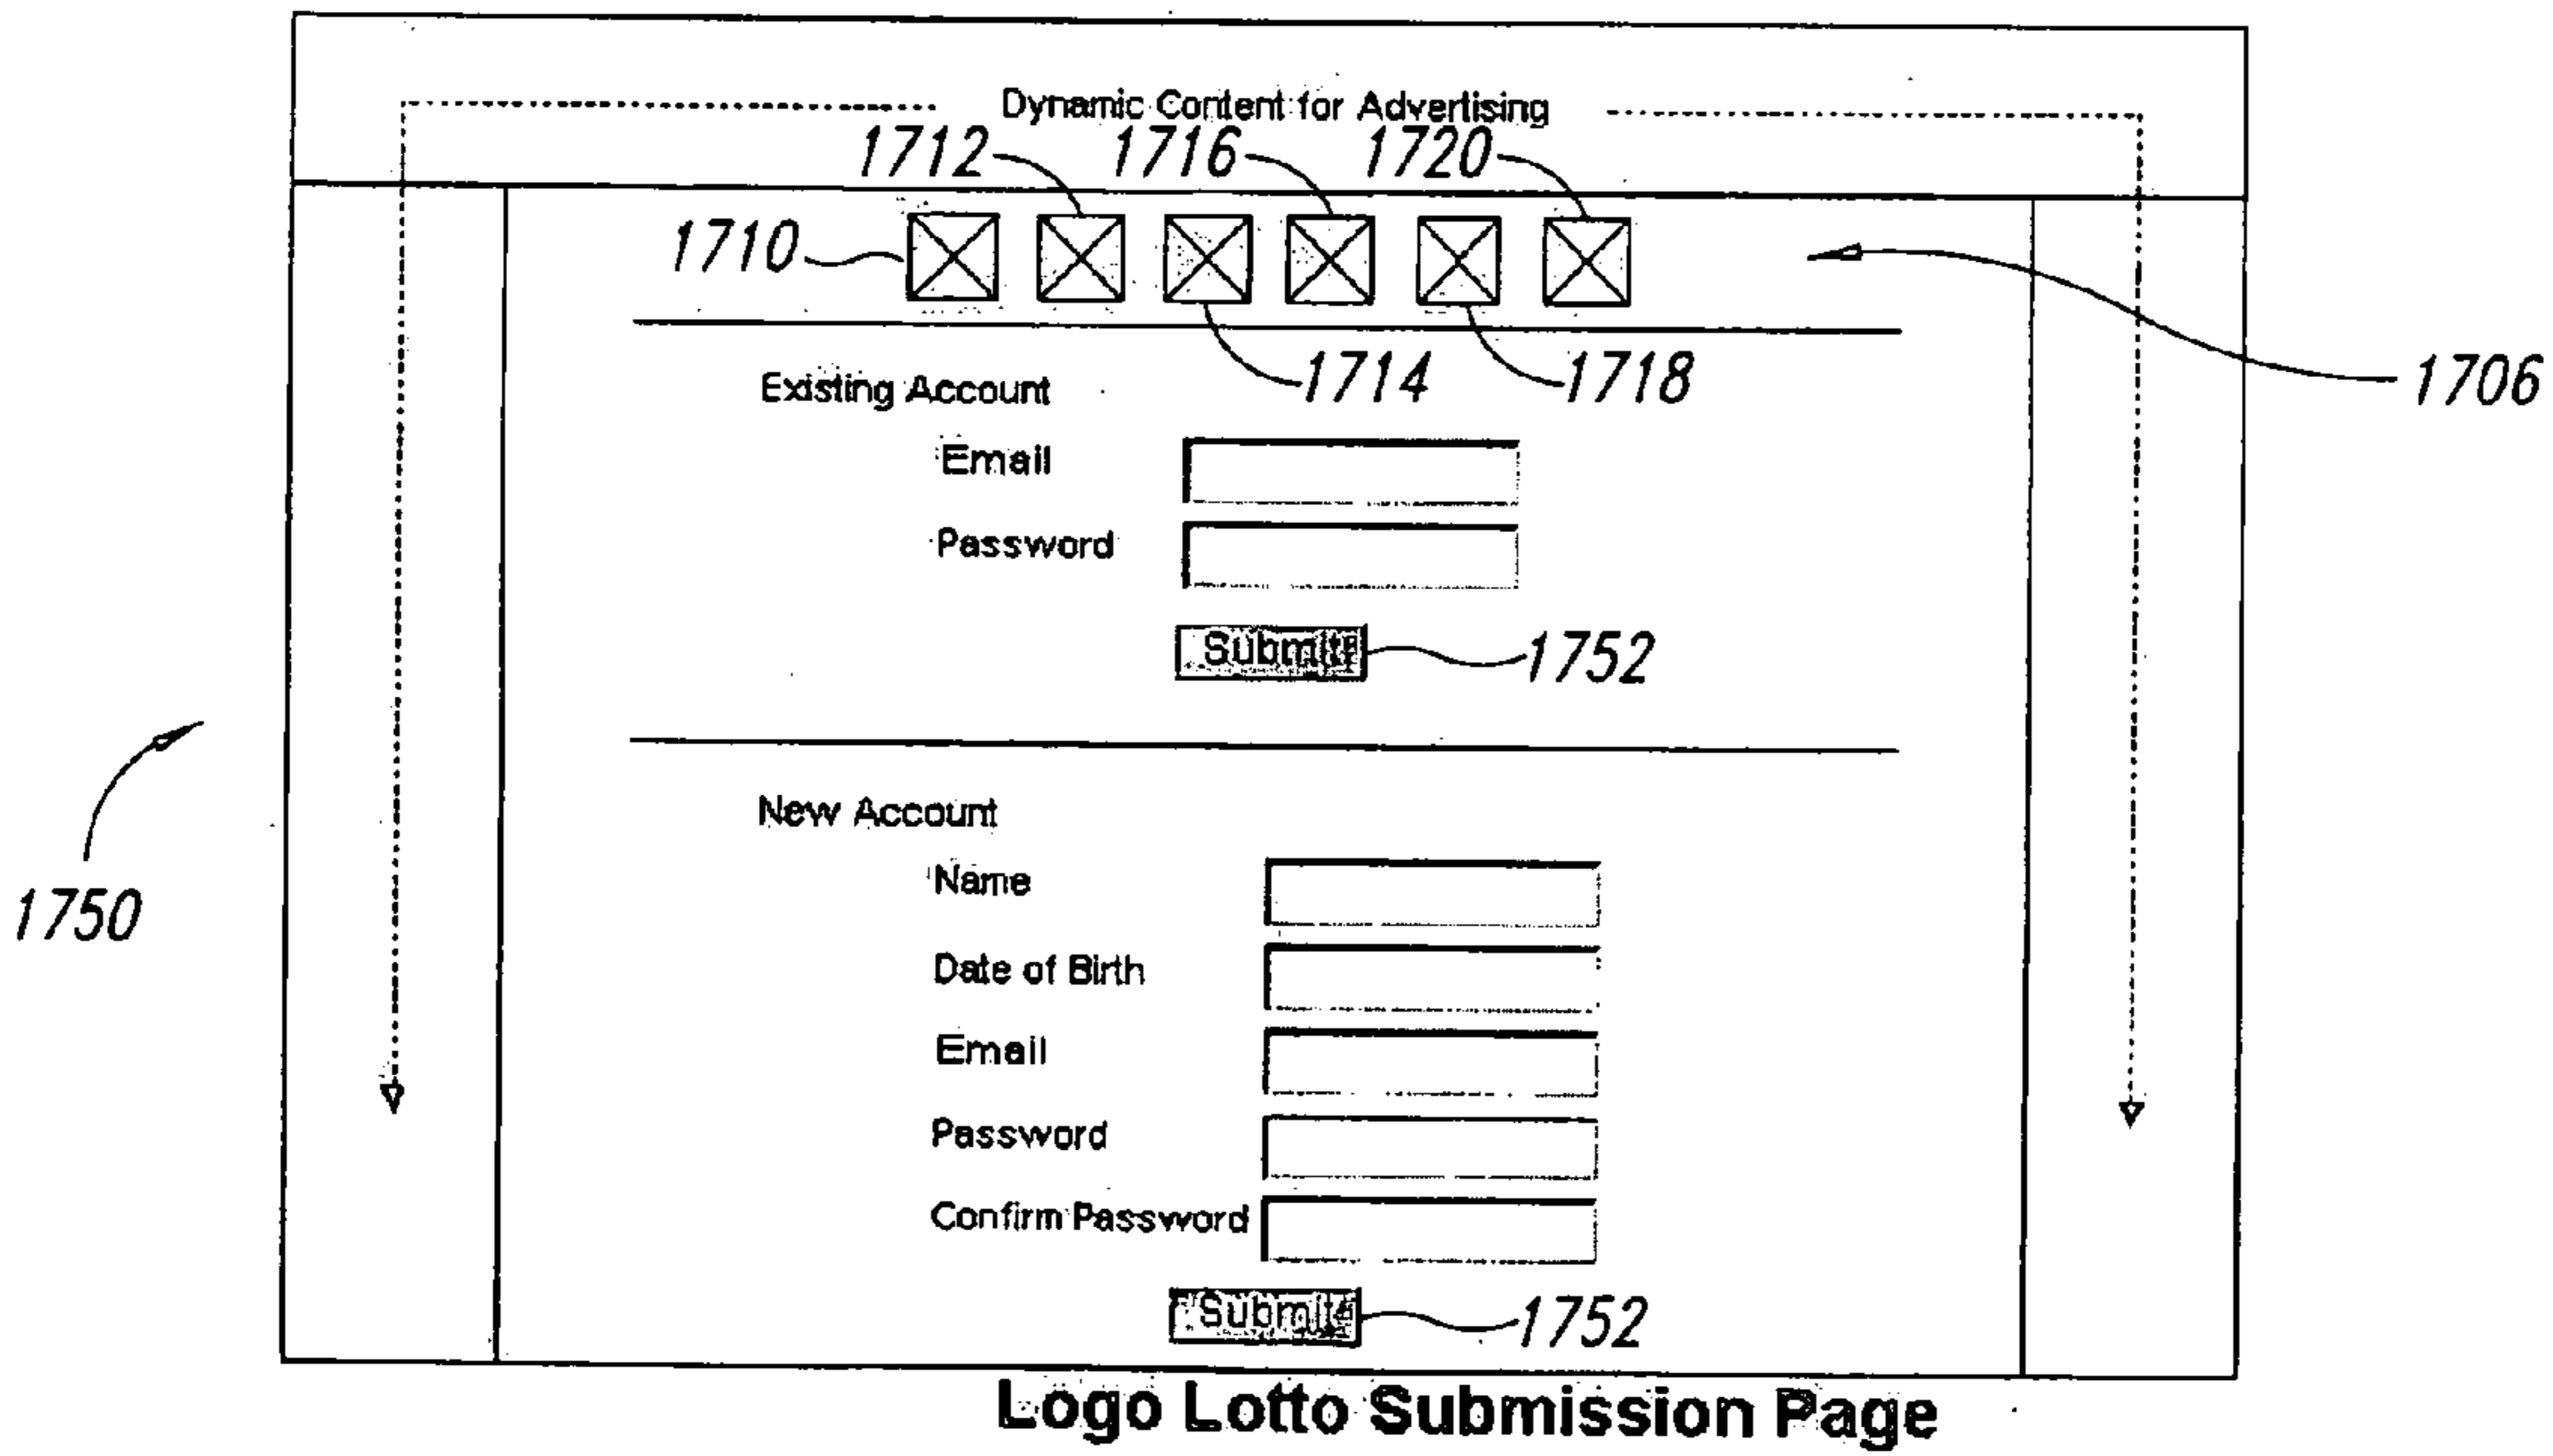 Dynamic Content for Advertising
1712 1716 1720
1710
1714 1718
1706
Existing Account
Email
Password
Submit 1752
New Account
1750
Name
Date of Birth
Email
Password
Confirm Password
Submit 1752
Logo Lotto Submission Page